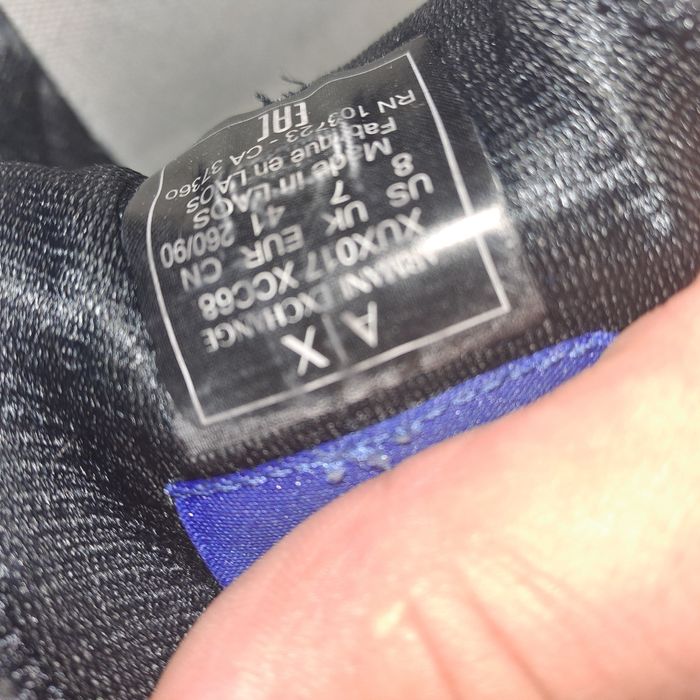 A X
ARMANI EXCHANGE
XUX017 XCC68
US UK EUR CN
8 7 41 260/90
Made in LAOS
Fabriqué en LAOS
RN 103723 - CA 37360
EAC